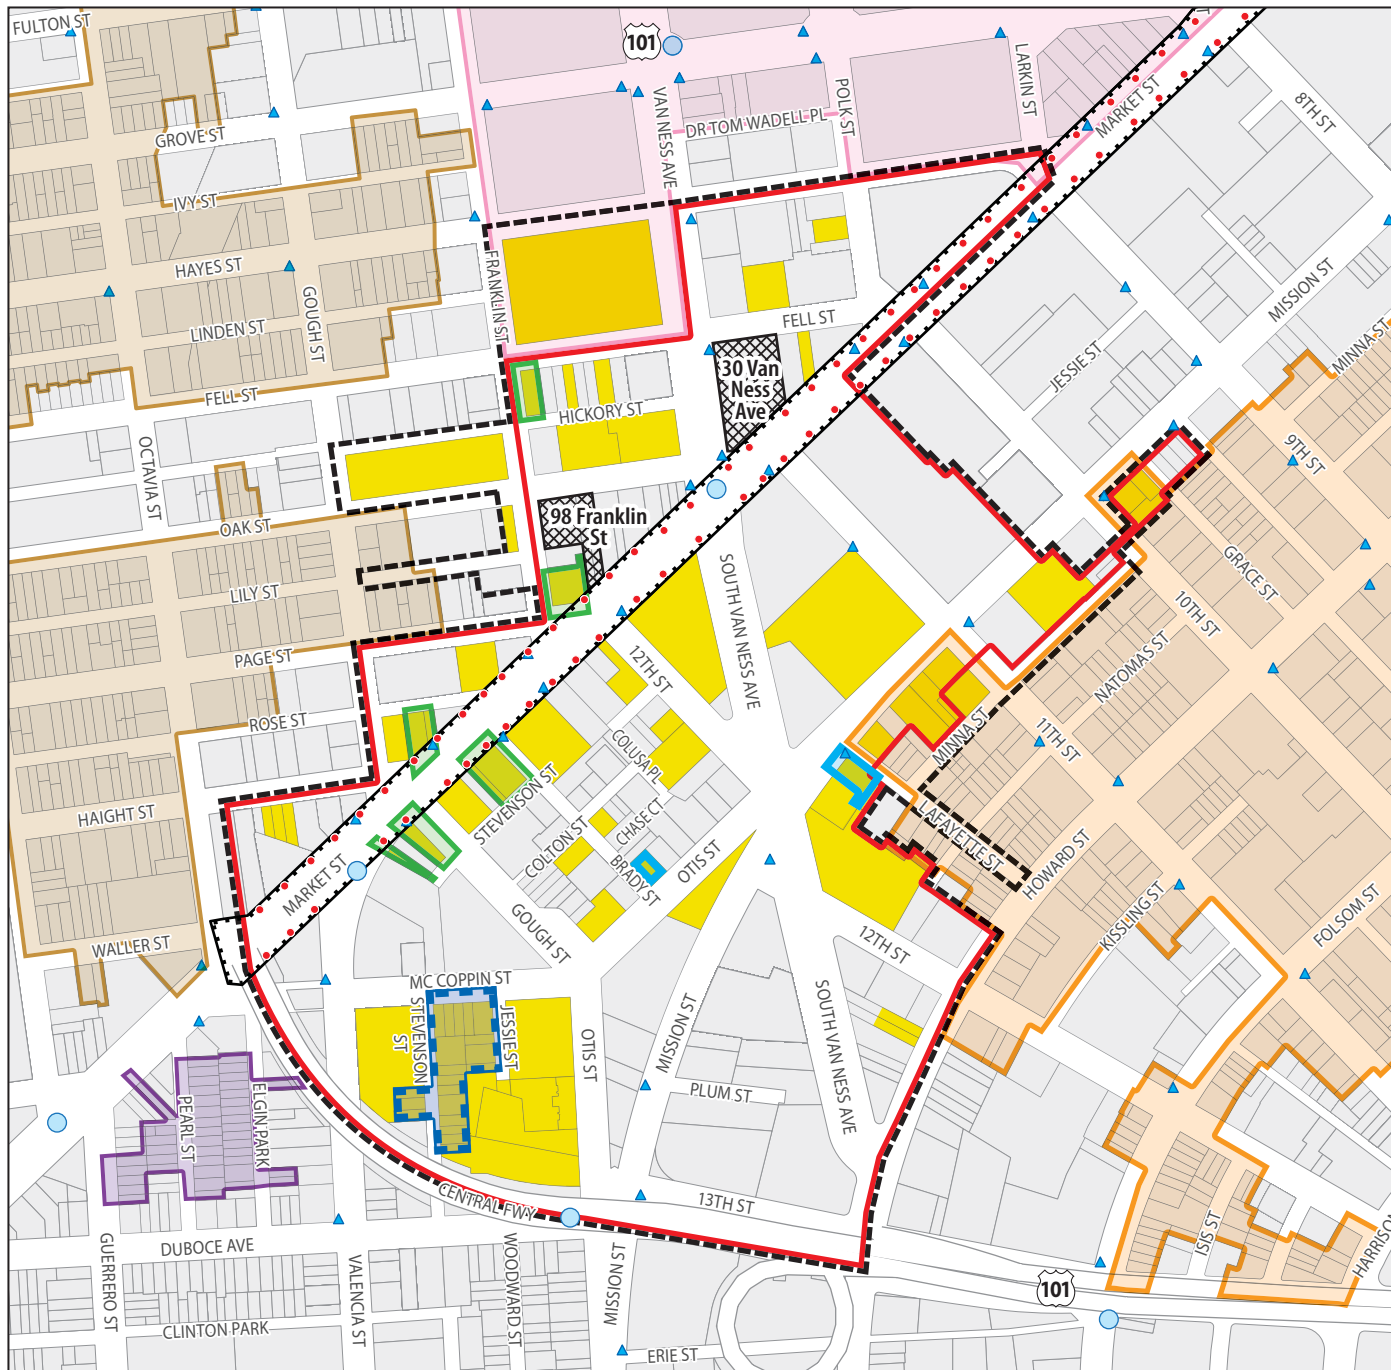 FULTON ST
101
LARKIN ST
POLK ST
VAN NESS AVE
DR TOM WADELL PL
MARKET ST
8TH ST
GROVE ST
IVY ST
HAYES ST
FRANKLIN ST
GOUGH ST
LINDEN ST
FELL ST
MISSION ST
MINNA ST
JESSIE ST
FELL ST
30 Van
Ness
Ave
HICKORY ST
OCTAVIA ST
9TH ST
OAK ST
98 Franklin
St
GRACE ST
LILY ST
SOUTH VAN NESS AVE
10TH ST
PAGE ST
12TH ST
NATOMAS ST
ROSE ST
COLUSA PL
MINNA ST
11TH ST
HAIGHT ST
STEVENSON ST
CHASE CT
COLTON ST
BRADY ST
OTIS ST
LAFAYETTE ST
HOWARD ST
MARKET ST
KISSLING ST
FOLSOM ST
GOUGH ST
12TH ST
WALLER ST
MC COPPIN ST
STEVENSON
ST
JESSIE ST
OTIS ST
MISSION ST
SOUTH VAN NESS AVE
PLUM ST
PEARL ST
ELGIN PARK
CENTRAL FWY
13TH ST
ISIS ST
HARRISON
GUERRERO ST
DUBOCE AVE
VALENCIA ST
WOODWARD ST
MISSION ST
101
CLINTON PARK
ERIE ST